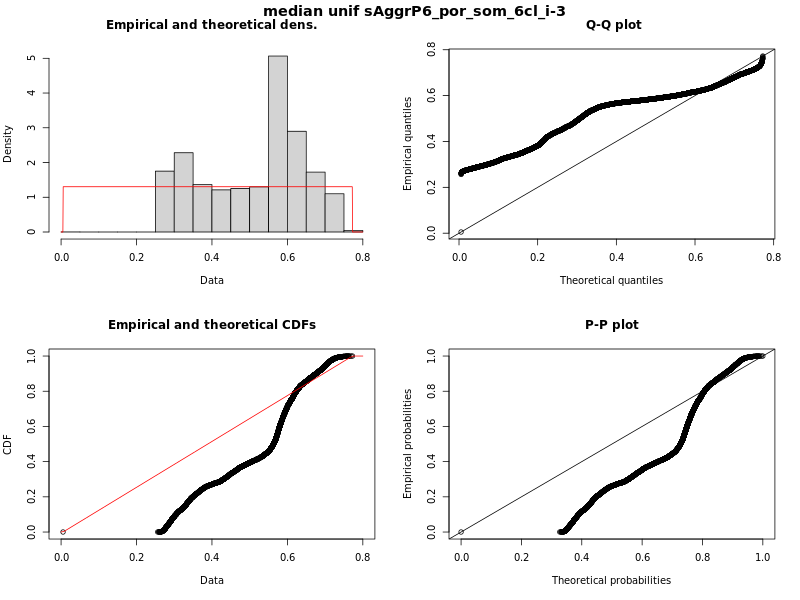 median unif sAggrP6_por_som_6cl_i-3
Empirical and theoretical dens.
Density
0 1 2 3 4 5
0.0 0.2 0.4 0.6 0.8
Data
Q-Q plot
Empirical quantiles
0.0 0.2 0.4 0.6 0.8
0.0 0.2 0.4 0.6 0.8
Theoretical quantiles
Empirical and theoretical CDFs
CDF
0.0 0.2 0.4 0.6 0.8 1.0
0.0 0.2 0.4 0.6 0.8
Data
P-P plot
Empirical probabilities
0.0 0.2 0.4 0.6 0.8 1.0
0.0 0.2 0.4 0.6 0.8 1.0
Theoretical probabilities